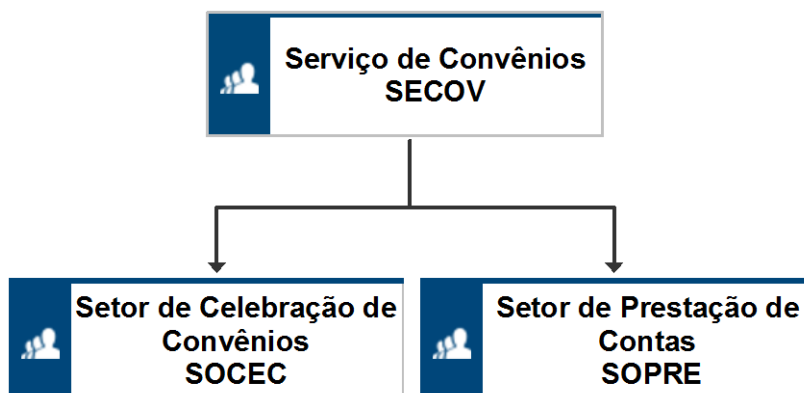 Serviço de Convênios
SECOV
Setor de Celebração de
Convênios
SOCEC
Setor de Prestação de
Contas
SOPRE